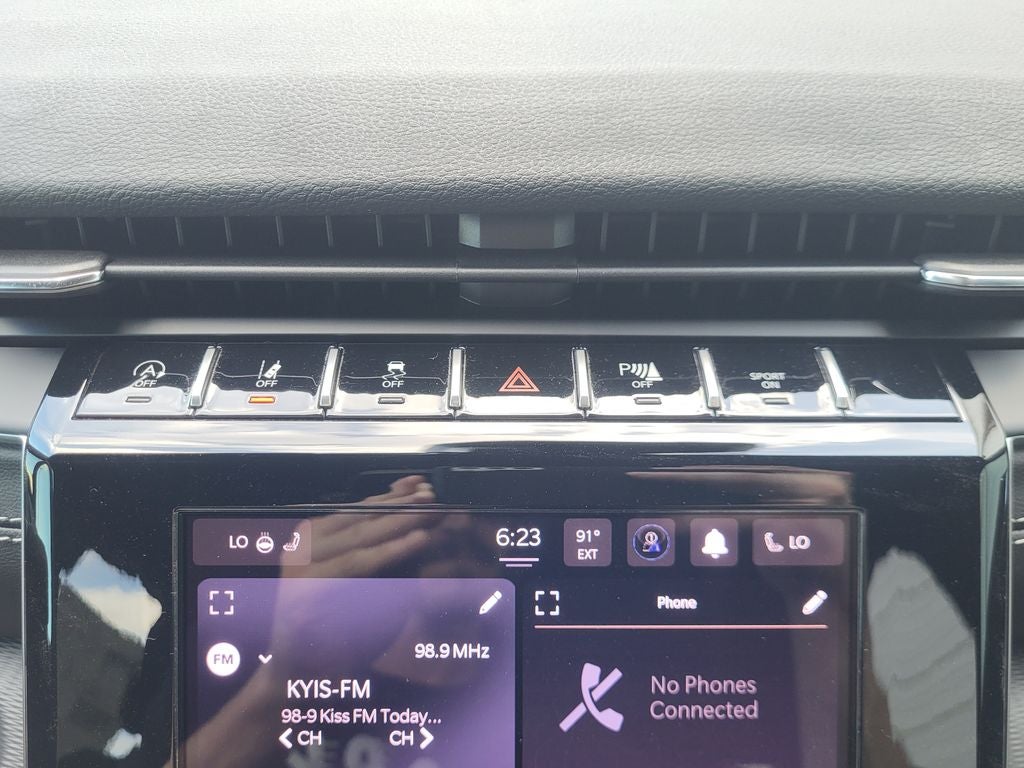 A
OFF
OFF
OFF
P
OFF
SPORT
ON
LO
6:23
91°
EXT
LO
Phone
FM
98.9 MHz
KYIS-FM
98-9 Kiss FM Today...
CH
CH
No Phones
Connected